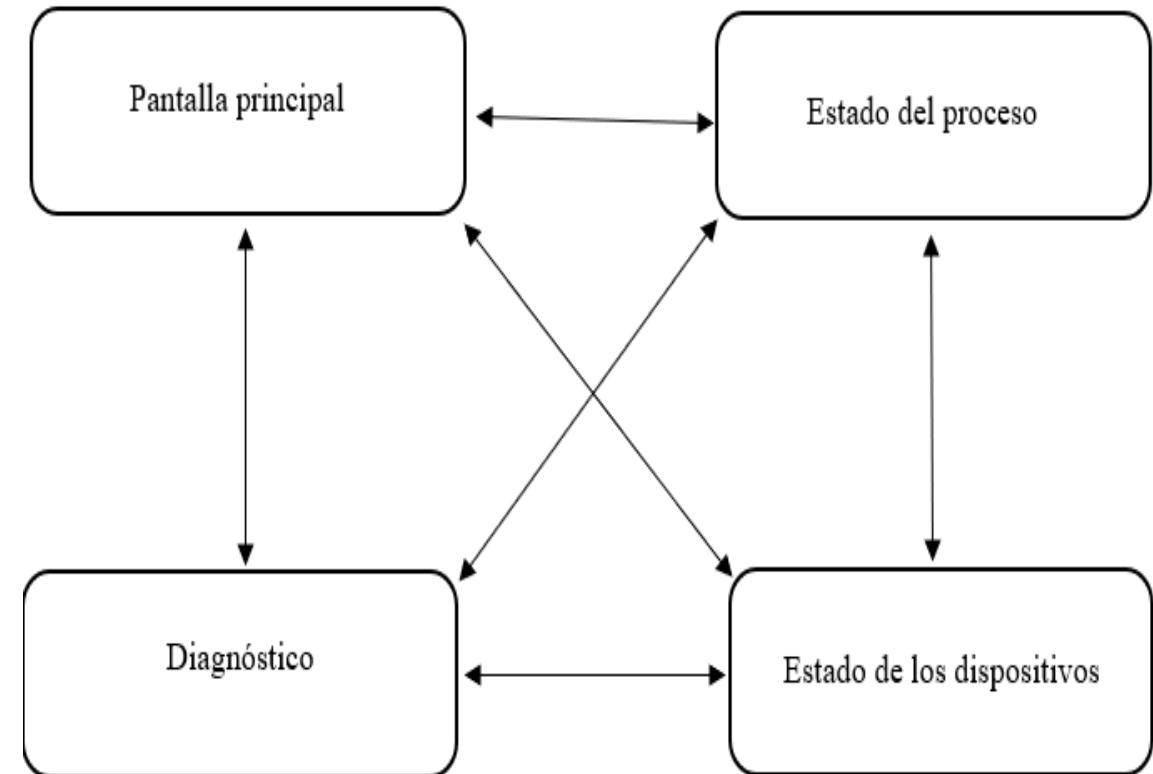 Pantalla principal
Estado del proceso
Diagnóstico
Estado de los dispositivos